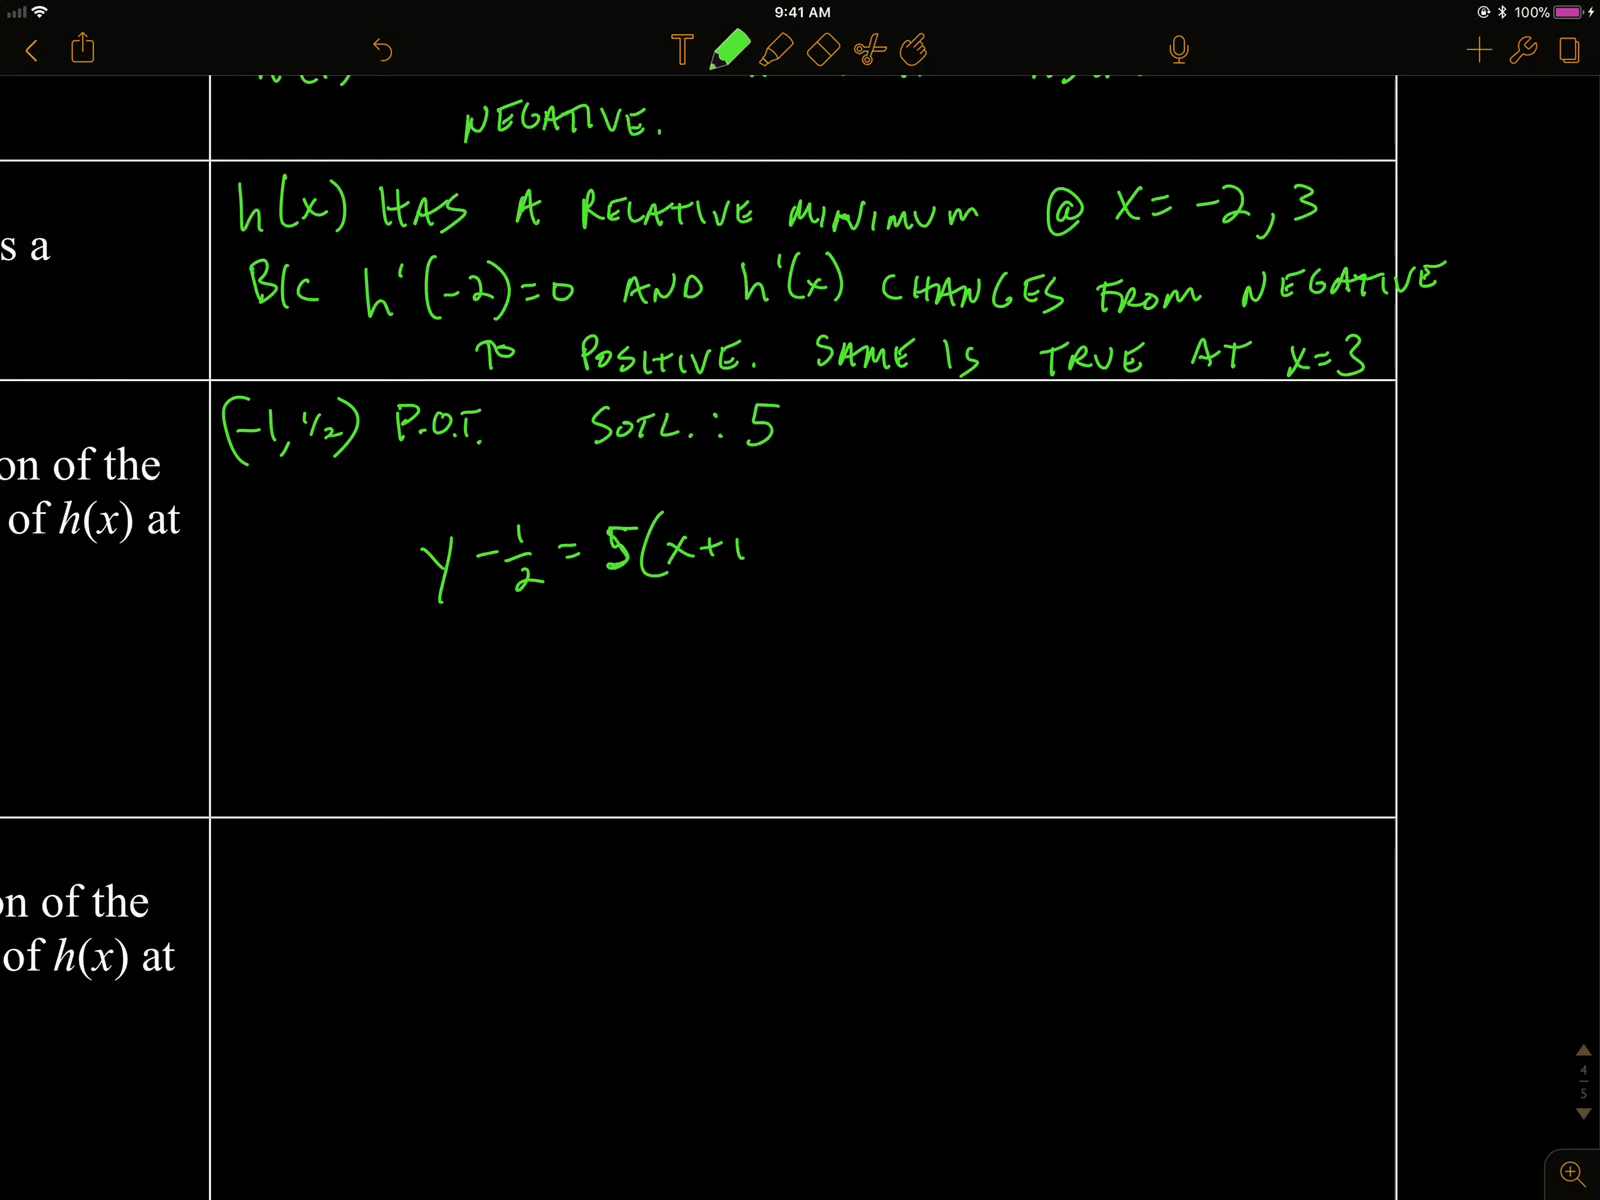 9:41 AM
100%
T
NEGATIVE.
s a
h(x) HAS A RELATIVE MINIMUM @ X = -2, 3
B/C h'(-2)=0 AND h'(x) CHANGES FROM NEGATIVE
TO POSITIVE. SAME IS TRUE AT x=3
on of the
of h(x) at
(-1, 1/2) P.O.T. SOTL.: 5
y - 1/2 = 5(x+1
on of the
of h(x) at
4
5